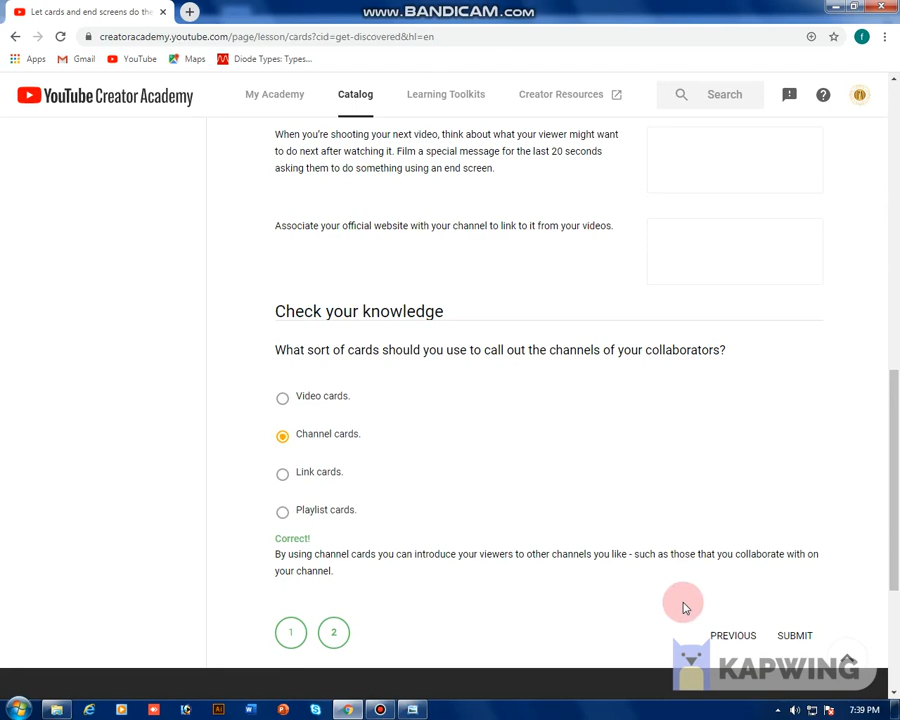 Let cards and end screens do the
www.BANDICAM.com
creatoracademy.youtube.com/page/lesson/cards?cid=get-discovered&hl=en
f
Apps Gmail YouTube Maps Diode Types: Types...
YouTube Creator Academy My Academy Catalog Learning Toolkits Creator Resources Search
When you're shooting your next video, think about what your viewer might want
to do next after watching it. Film a special message for the last 20 seconds
asking them to do something using an end screen.
Associate your official website with your channel to link to it from your videos.
Check your knowledge
What sort of cards should you use to call out the channels of your collaborators?
Video cards.
Channel cards.
Link cards.
Playlist cards.
Correct!
By using channel cards you can introduce your viewers to other channels you like - such as those that you collaborate with on
your channel.
1 2 PREVIOUS SUBMIT
KAPWING
7:39 PM